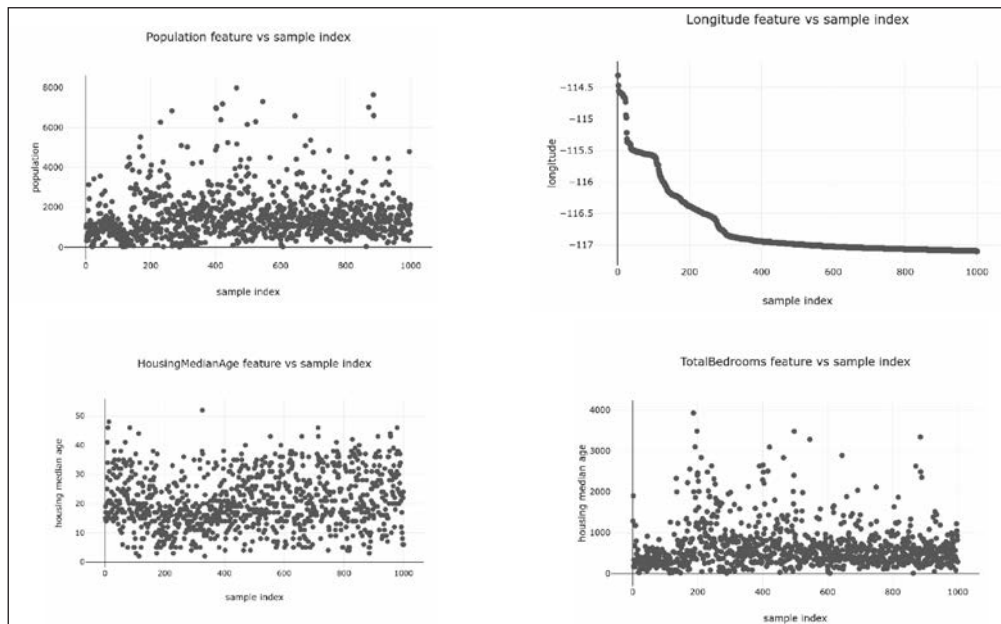 Population feature vs sample index
8000
6000
4000
2000
0
population
0 200 400 600 800 1000
sample index
Longitude feature vs sample index
−114.5
−115
−115.5
−116
−116.5
−117
longitude
0 200 400 600 800 1000
sample index
HousingMedianAge feature vs sample index
50
40
30
20
10
0
housing median age
0 200 400 600 800 1000
sample index
TotalBedrooms feature vs sample index
4000
3000
2000
1000
0
housing median age
0 200 400 600 800 1000
sample index